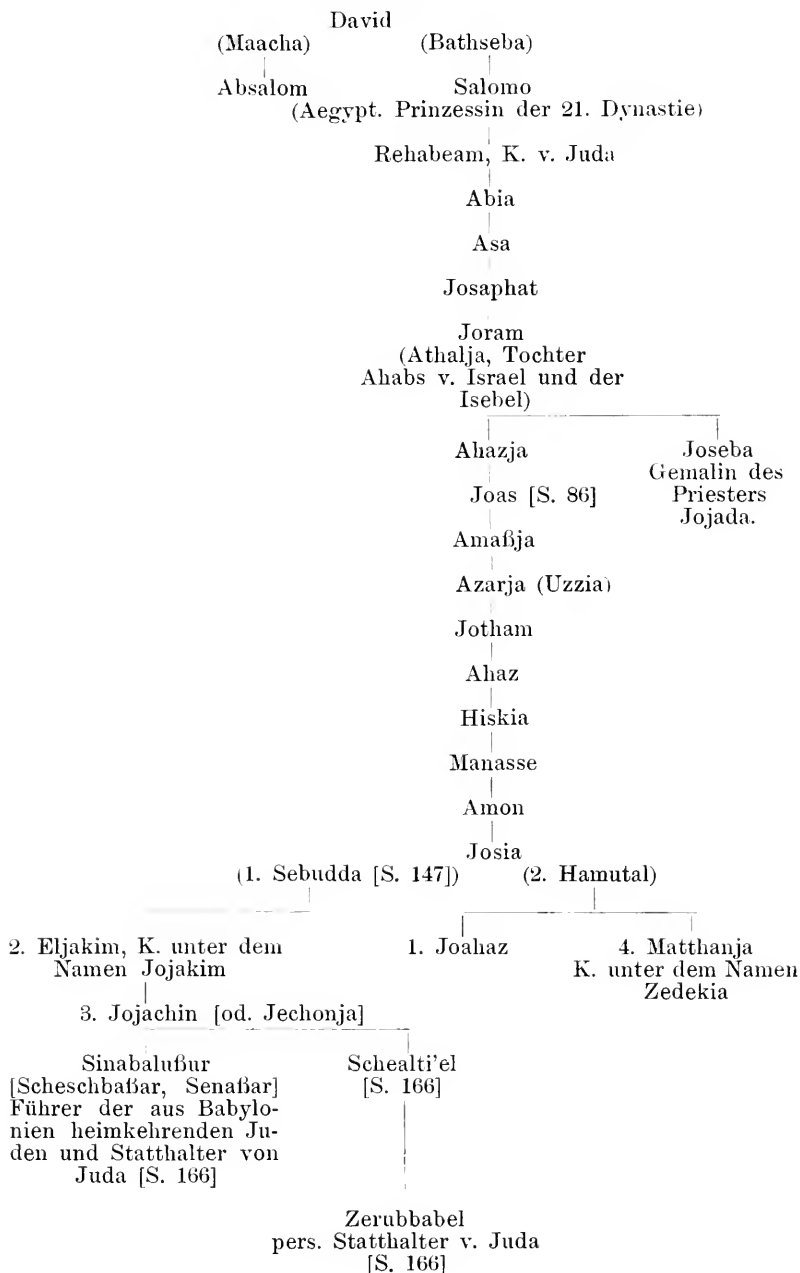 David
(Maacha) (Bathseba)
Absalom Salomo
(Aegypt. Prinzessin der 21. Dynastie)
Rehabeam, K. v. Juda
Abia
Asa
Josaphat
Joram
(Athalja, Tochter
Ahabs v. Israel und der
Isebel)
Ahazja Joseba
Gemalin des
Joas [S. 86] Priesters
Jojada.
Amaßja
Azarja (Uzzia)
Jotham
Ahaz
Hiskia
Manasse
Amon
Josia
(1. Sebudda [S. 147]) (2. Hamutal)
2. Eljakim, K. unter dem 1. Joahaz 4. Matthanja
Namen Jojakim K. unter dem Namen
Zedekia
3. Jojachin [od. Jechonja]
Sinabalußur Schealti'el
[Scheschbaßar, Senaßar] [S. 166]
Führer der aus Babylo-
nien heimkehrenden Ju-
den und Statthalter von
Juda [S. 166]
Zerubbabel
pers. Statthalter v. Juda
[S. 166]